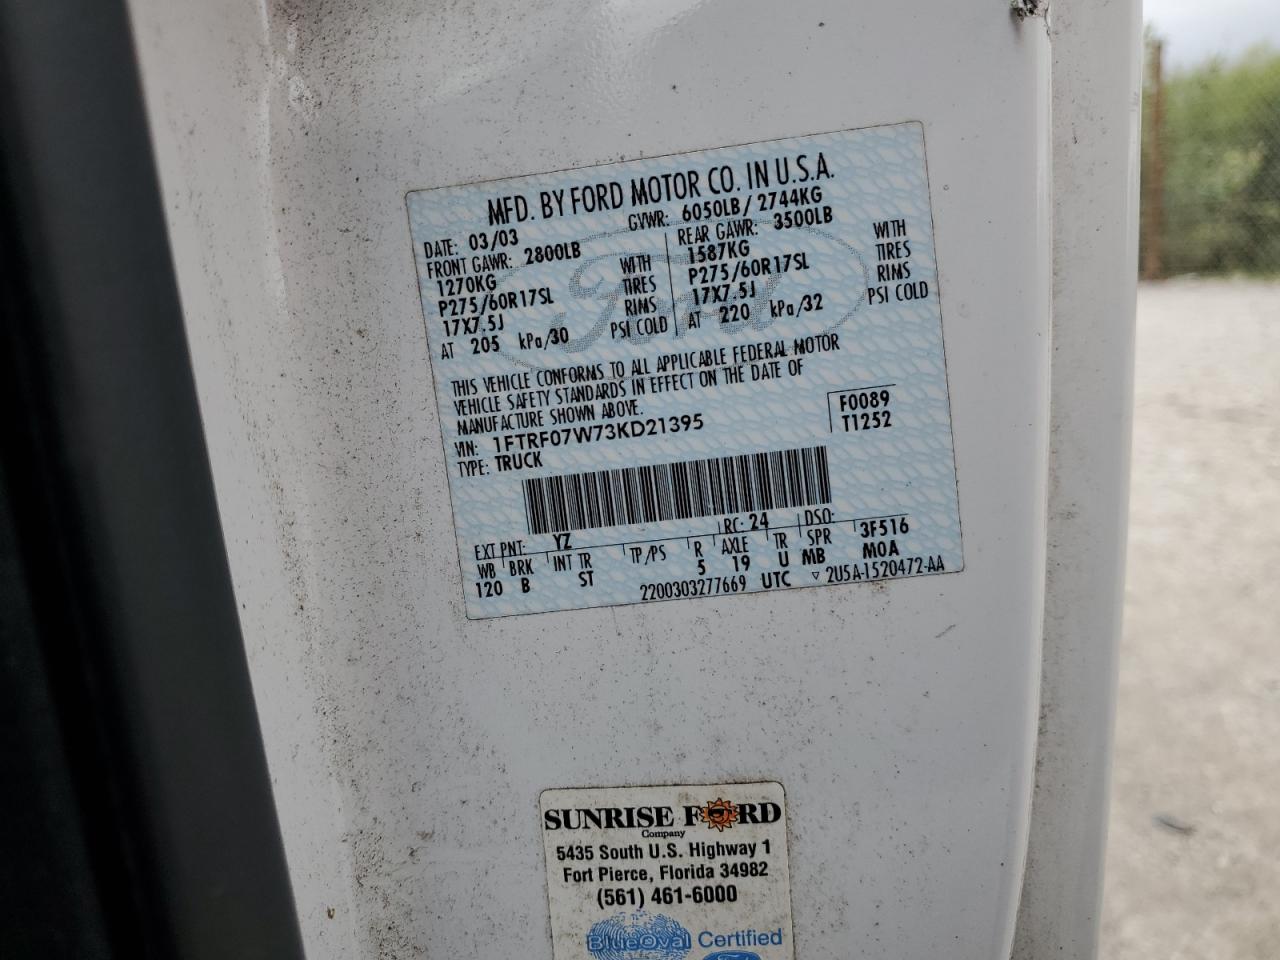 MFD. BY FORD MOTOR CO. IN U.S.A.
DATE: 03/03 GVWR: 6050LB/ 2744KG
FRONT GAWR: 2800LB REAR GAWR: 3500LB
1270KG WITH 1587KG WITH
P275/60R17SL TIRES P275/60R17SL TIRES
17X7.5J RIMS 17X7.5J RIMS
AT 205 kPa/30 PSI COLD AT 220 kPa/32 PSI COLD
Ford
THIS VEHICLE CONFORMS TO ALL APPLICABLE FEDERAL MOTOR
VEHICLE SAFETY STANDARDS IN EFFECT ON THE DATE OF
MANUFACTURE SHOWN ABOVE.
VIN: 1FTRF07W73KD21395 F0089
TYPE: TRUCK T1252
EXT PNT: YZ RC: 24 DSO: 3F516
WB BRK INT TR TP/PS R AXLE TR SPR MOA
120 B ST 5 19 U MB
2200303277669 UTC ▽ 2U5A-1520472-AA
SUNRISE FORD
Company
5435 South U.S. Highway 1
Fort Pierce, Florida 34982
(561) 461-6000
BlueOval Certified
Ford